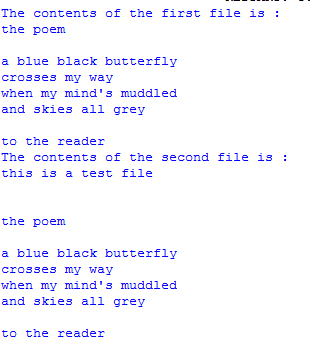 The contents of the first file is :
the poem
a blue black butterfly
crosses my way
when my mind's muddled
and skies all grey
to the reader
The contents of the second file is :
this is a test file
the poem
a blue black butterfly
crosses my way
when my mind's muddled
and skies all grey
to the reader